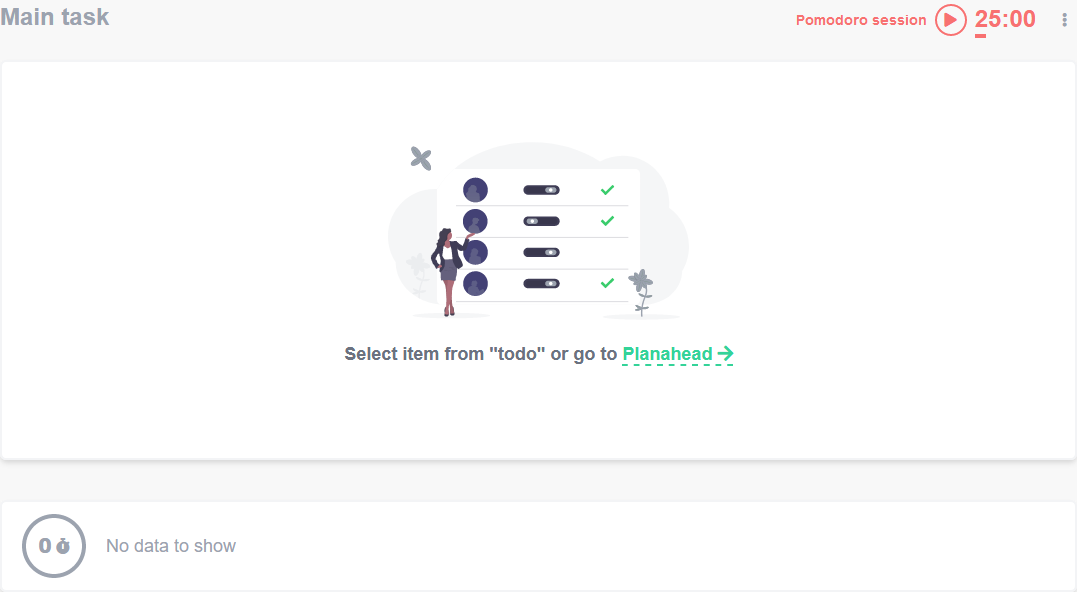 Main task
Pomodoro session 25:00
Select item from "todo" or go to Planahead
0
No data to show